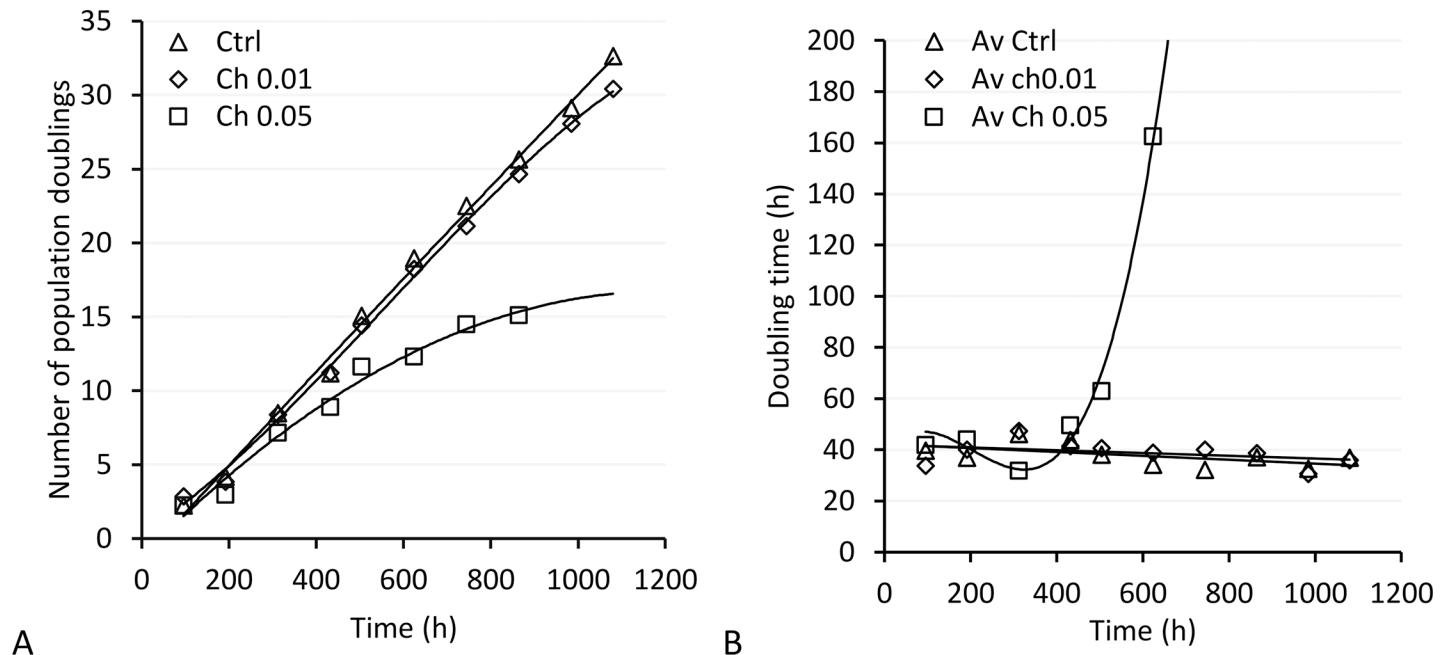 35
30
25
20
15
10
5
0
Number of population doublings
Ctrl
Ch 0.01
Ch 0.05
0 200 400 600 800 1000 1200
Time (h)
A
200
180
160
140
120
100
80
60
40
20
0
Doubling time (h)
Av Ctrl
Av ch0.01
Av Ch 0.05
0 200 400 600 800 1000 1200
Time (h)
B